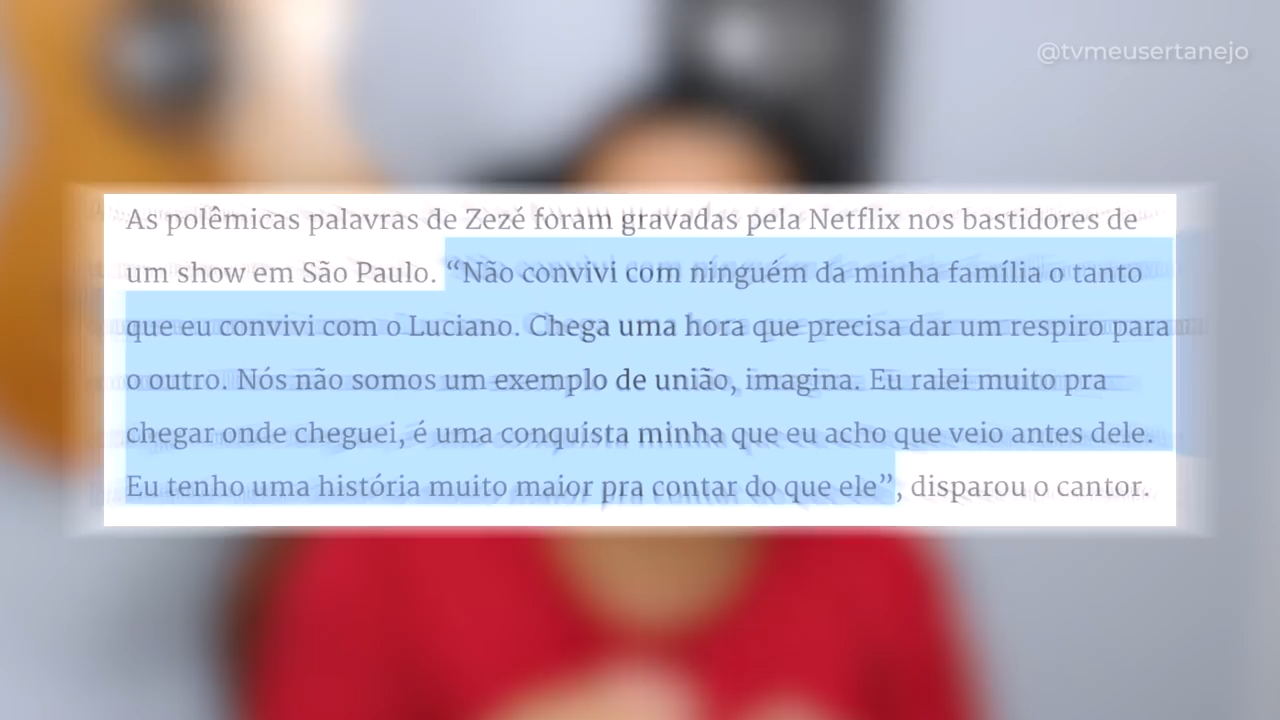 @tvmeusertanejo
As polêmicas palavras de Zezé foram gravadas pela Netflix nos bastidores de
um show em São Paulo. “Não convivi com ninguém da minha família o tanto
que eu convivi com o Luciano. Chega uma hora que precisa dar um respiro para
o outro. Nós não somos um exemplo de união, imagina. Eu ralei muito pra
chegar onde cheguei, é uma conquista minha que eu acho que veio antes dele.
Eu tenho uma história muito maior pra contar do que ele”, disparou o cantor.